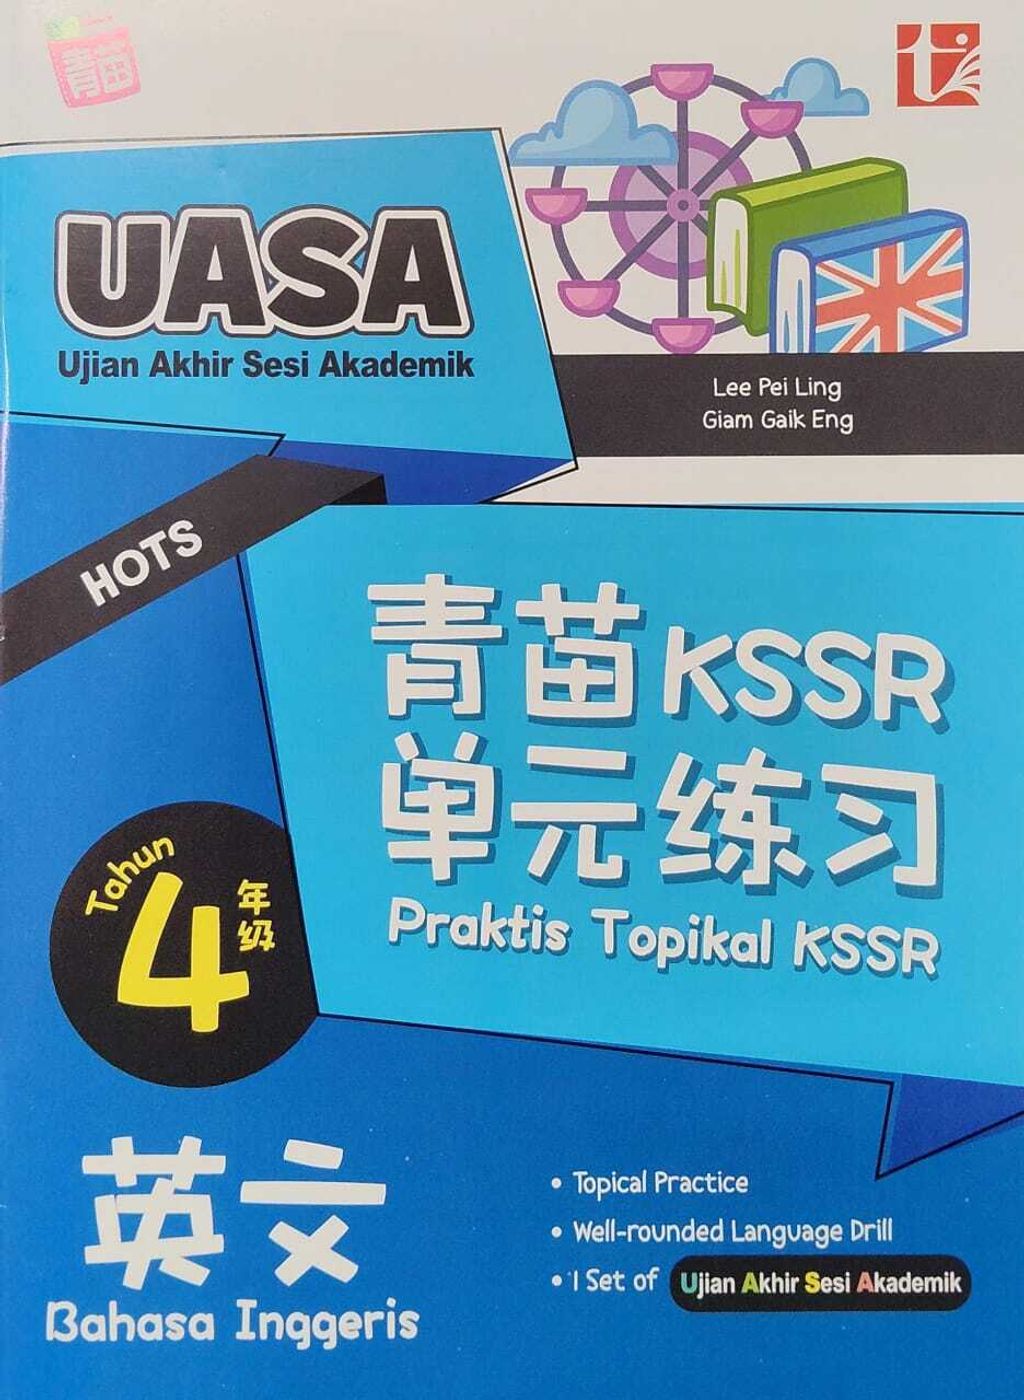 青苗
UASA
Ujian Akhir Sesi Akademik
Lee Pei Ling
Giam Gaik Eng
HOTS
青苗KSSR
单元练习
Praktis Topikal KSSR
Tahun
4年级
英文
Bahasa Inggeris
• Topical Practice
• Well-rounded Language Drill
• 1 Set of Ujian Akhir Sesi Akademik